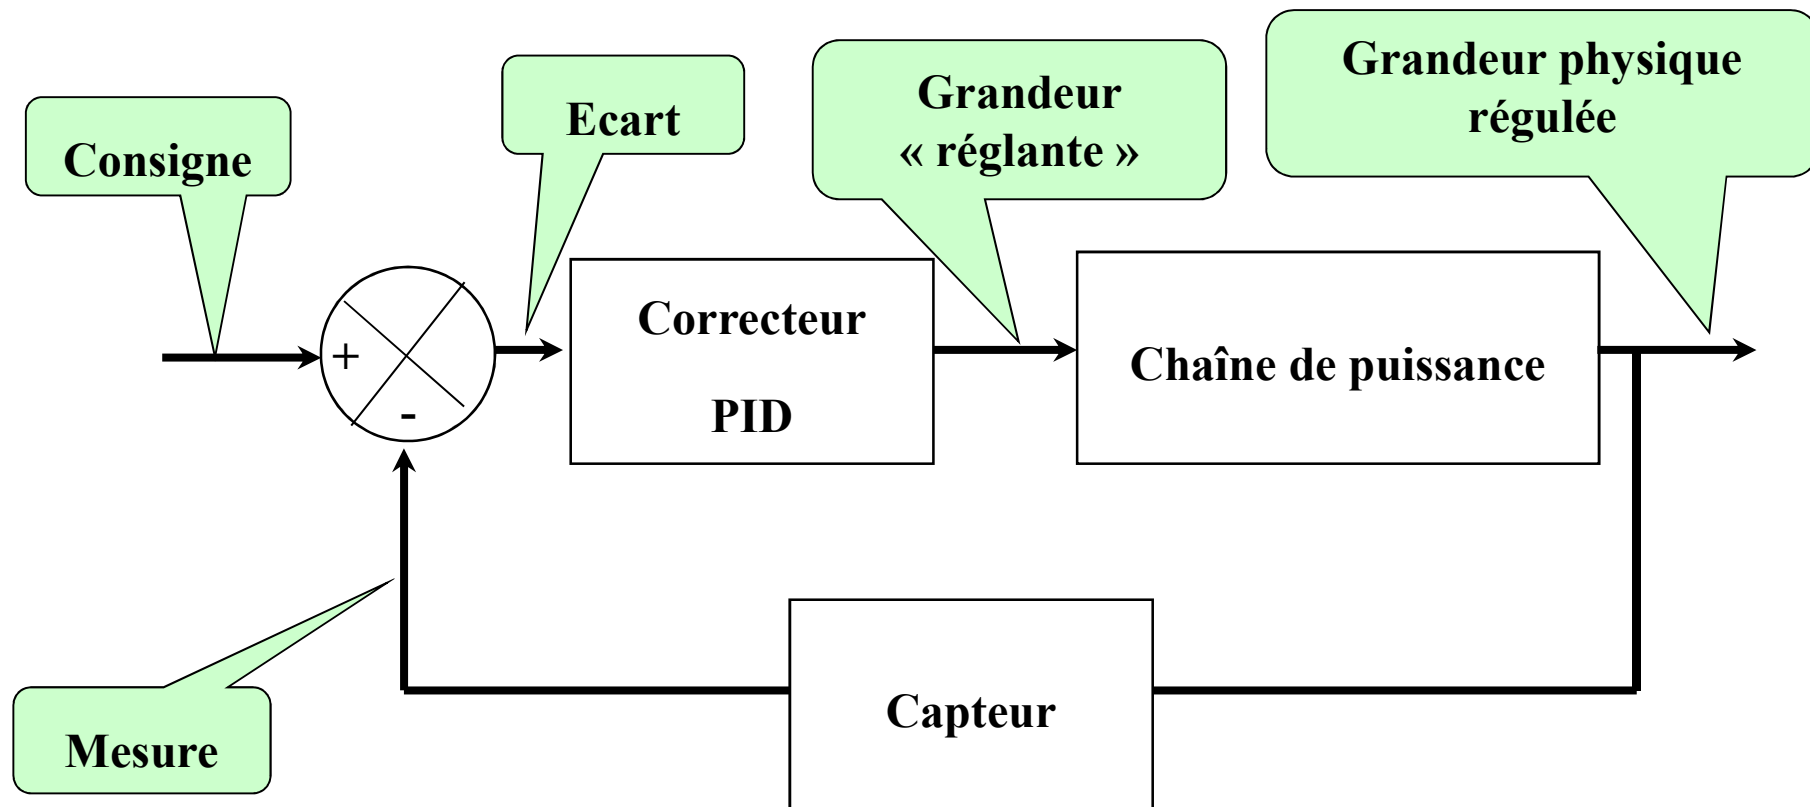 Consigne
Ecart
Grandeur
« réglante »
Grandeur physique
régulée
+
-
Correcteur
PID
Chaîne de puissance
Mesure
Capteur